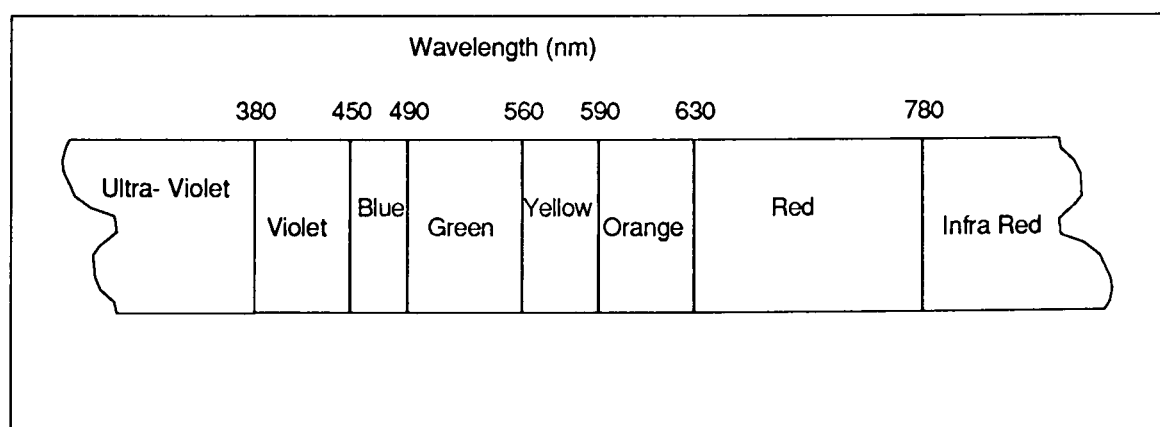 Wavelength (nm)
380 450 490 560 590 630 780
Ultra- Violet Violet Blue Green Yellow Orange Red Infra Red